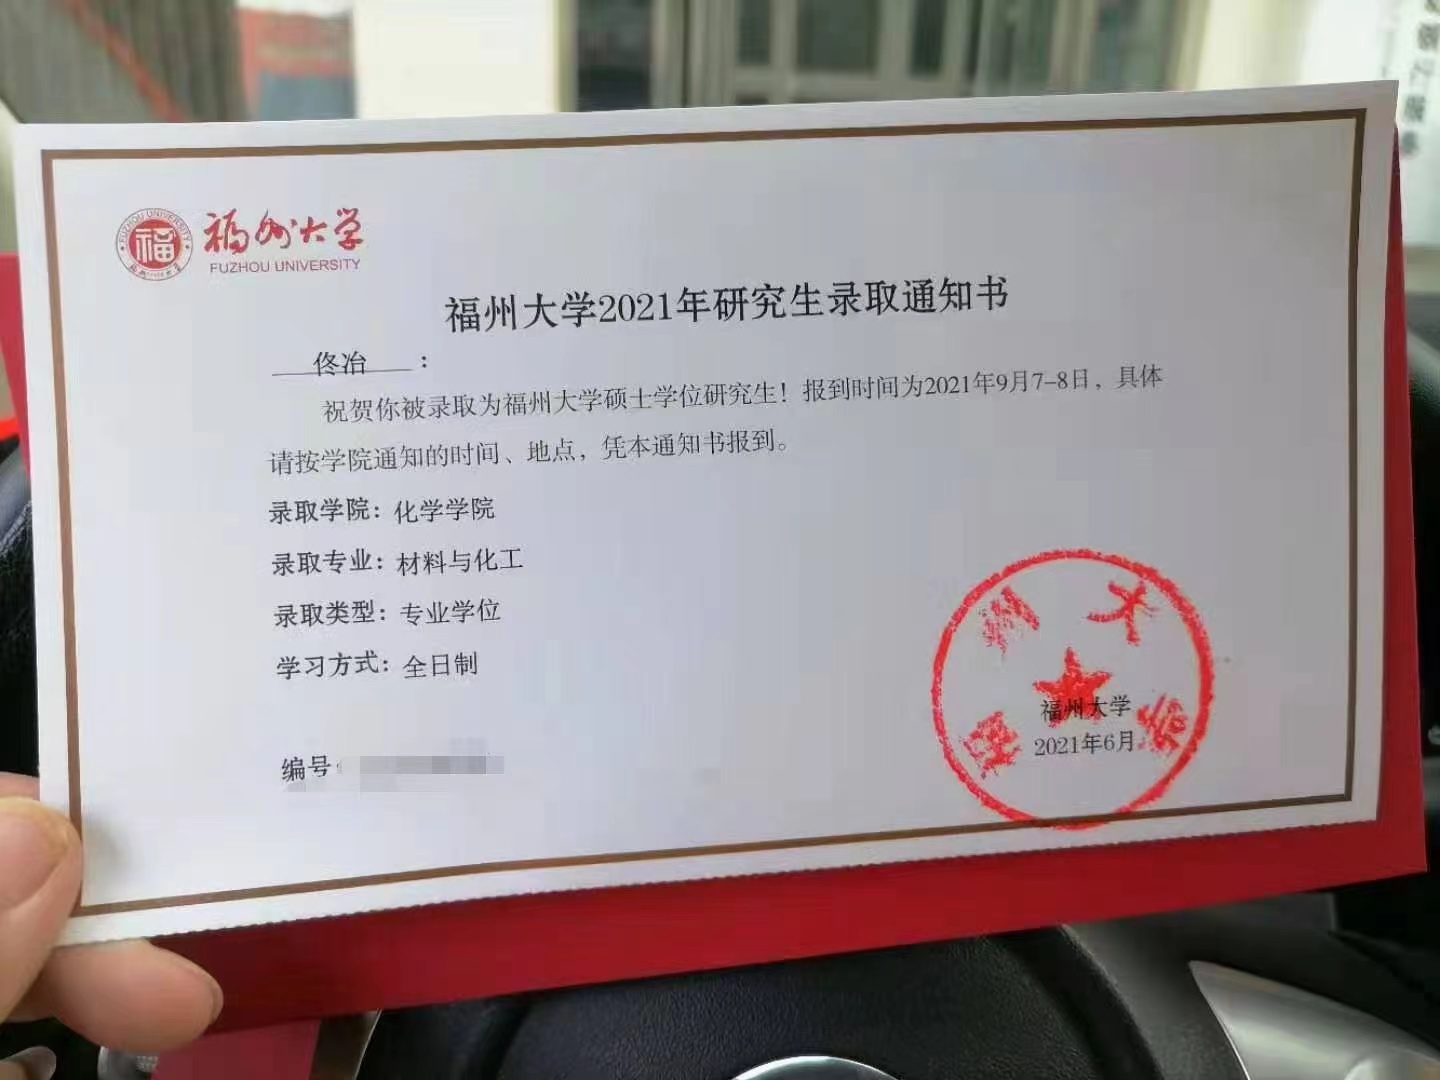 福州大学
FUZHOU UNIVERSITY
福州大学2021年研究生录取通知书
佟冶：
祝贺你被录取为福州大学硕士学位研究生！报到时间为2021年9月7-8日，具体
请按学院通知的时间、地点，凭本通知书报到。
录取学院：化学学院
录取专业：材料与化工
录取类型：专业学位
学习方式：全日制
福州大学
2021年6月
编号：